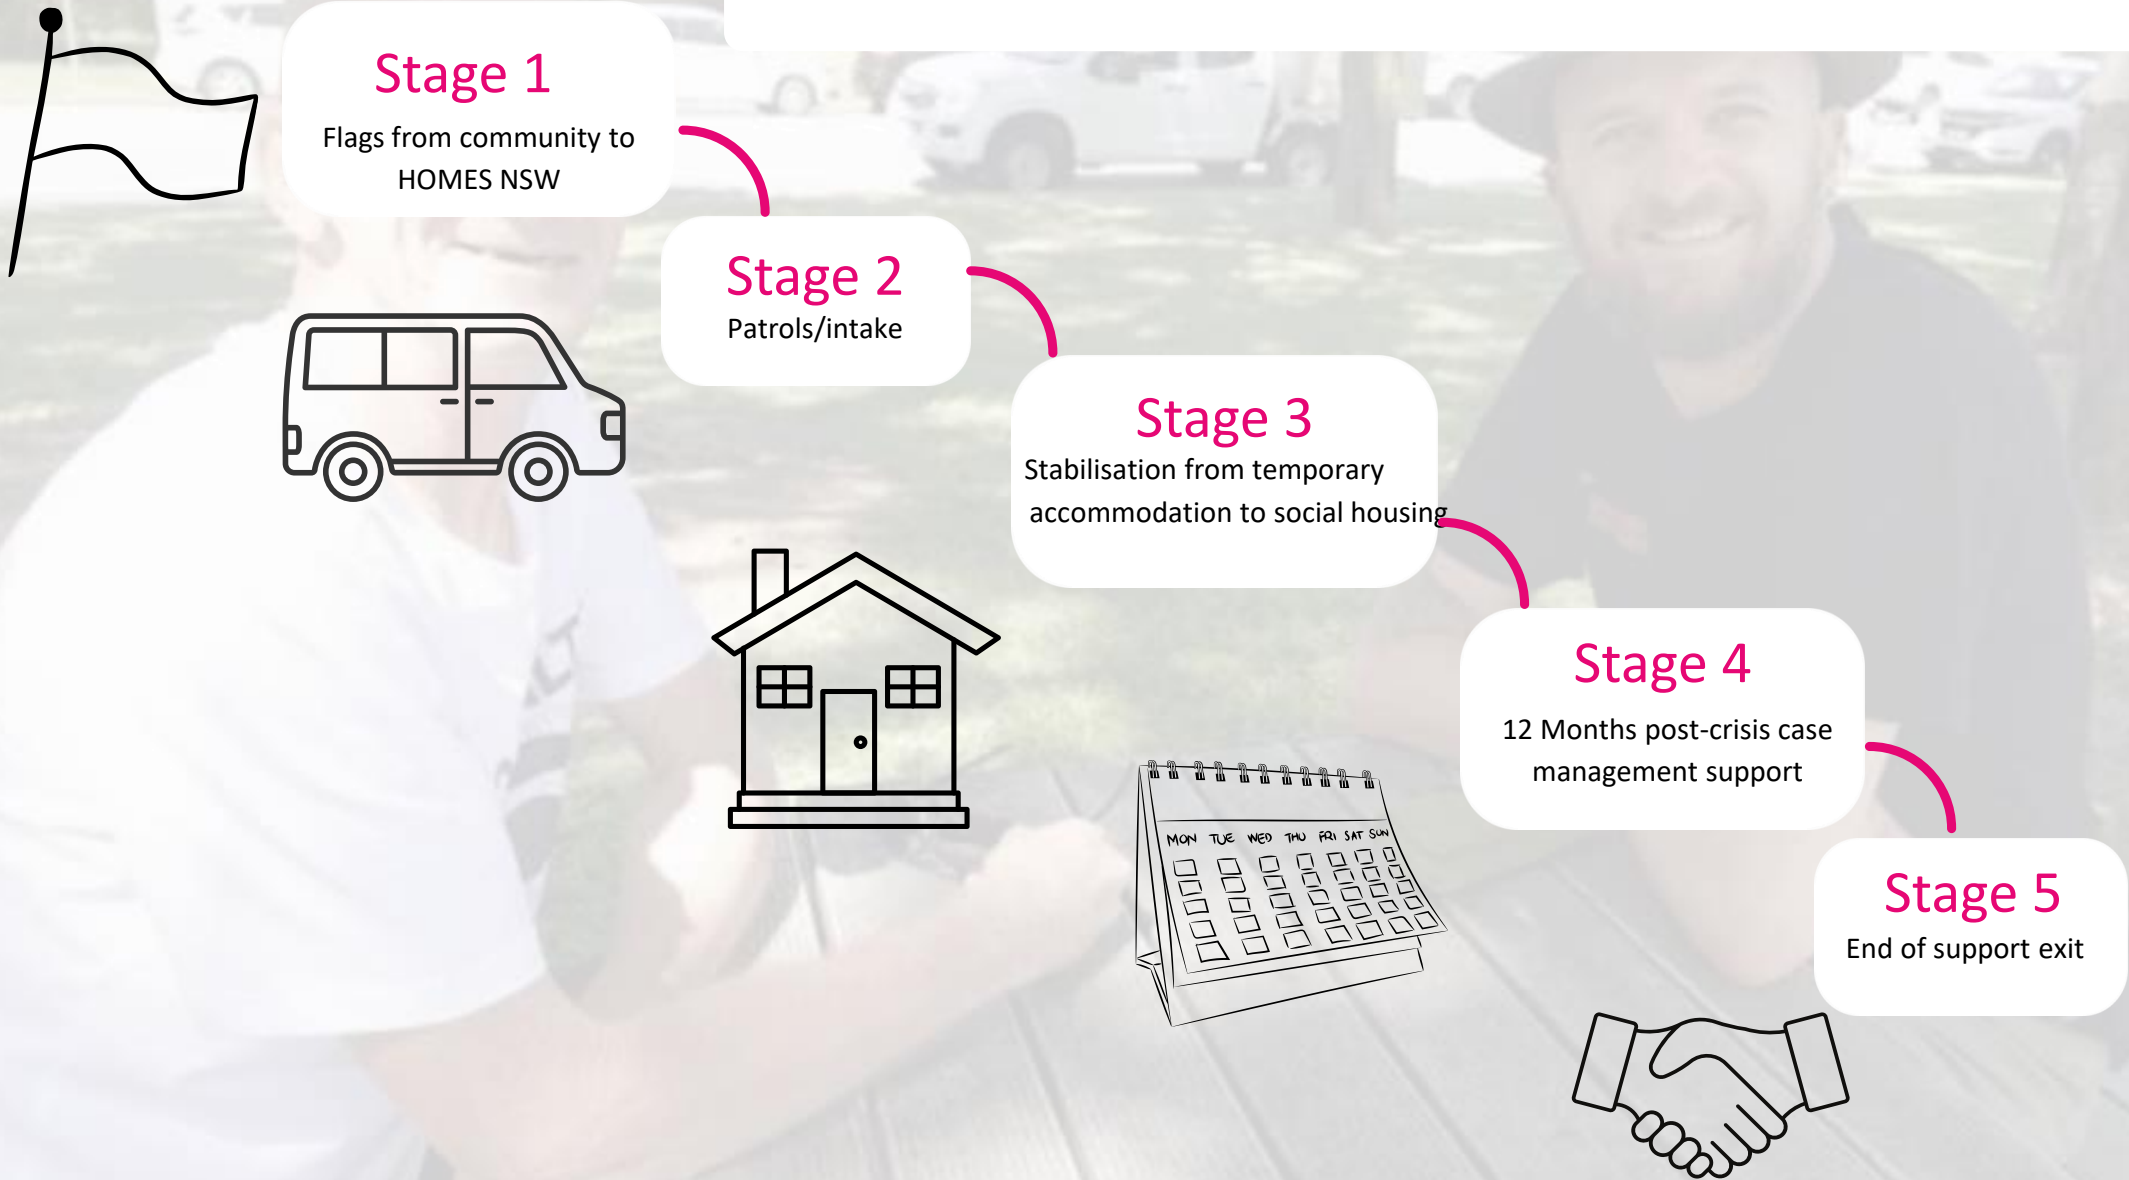 Stage 1
Flags from community to
HOMES NSW
Stage 2
Patrols/intake
Stage 3
Stabilisation from temporary
accommodation to social housing
Stage 4
12 Months post-crisis case
management support
MON TUE WED THU FRI SAT SUN
Stage 5
End of support exit